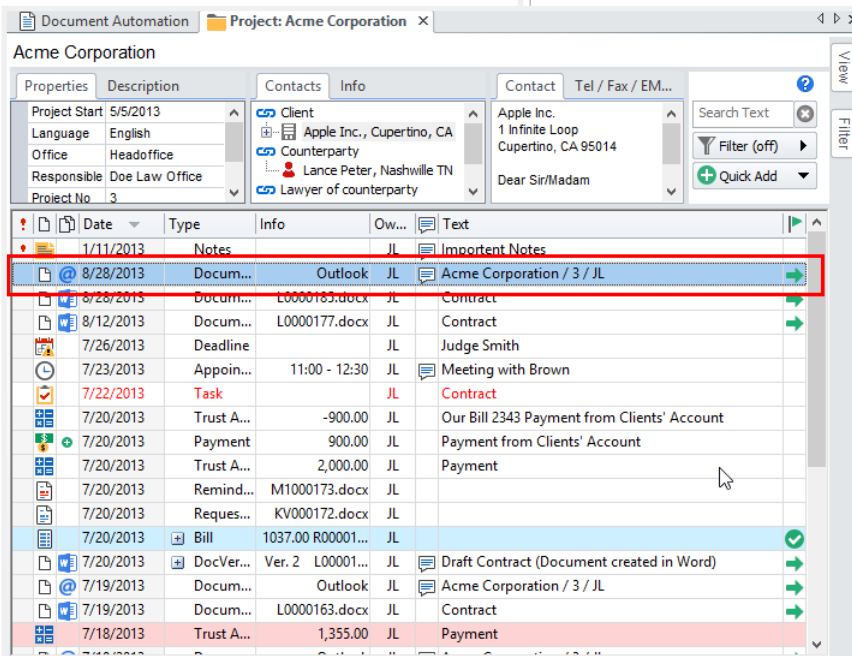 Document Automation Project: Acme Corporation X
Acme Corporation
View
Filter
Properties Description
Project Start 5/5/2013
Language English
Office Headoffice
Responsible Doe Law Office
Project No 3
Contacts Info
Client
Apple Inc., Cupertino, CA
Counterparty
Lance Peter, Nashville TN
Lawyer of counterparty
Contact Tel / Fax / EM...
Apple Inc.
1 Infinite Loop
Cupertino, CA 95014
Dear Sir/Madam
?
Search Text
Filter (off)
Quick Add
Date Type Info Ow... Text
1/11/2013 Notes JL Importent Notes
8/28/2013 Docum... Outlook JL Acme Corporation / 3 / JL
8/28/2013 Docum... L0000185.docx JL Contract
8/12/2013 Docum... L0000177.docx JL Contract
7/26/2013 Deadline JL Judge Smith
7/23/2013 Appoin... 11:00 - 12:30 JL Meeting with Brown
7/22/2013 Task JL Contract
7/20/2013 Trust A... -900.00 JL Our Bill 2343 Payment from Clients' Account
7/20/2013 Payment 900.00 JL Payment from Clients' Account
7/20/2013 Trust A... 2,000.00 JL Payment
7/20/2013 Remind... M1000173.docx JL
7/20/2013 Reques... KV000172.docx JL
7/20/2013 Bill 1037.00 R00001... JL
7/20/2013 DocVer... Ver. 2 L00001... JL Draft Contract (Document created in Word)
7/19/2013 Docum... Outlook JL Acme Corporation / 3 / JL
7/19/2013 Docum... L0000163.docx JL Contract
7/18/2013 Trust A... 1,355.00 JL Payment